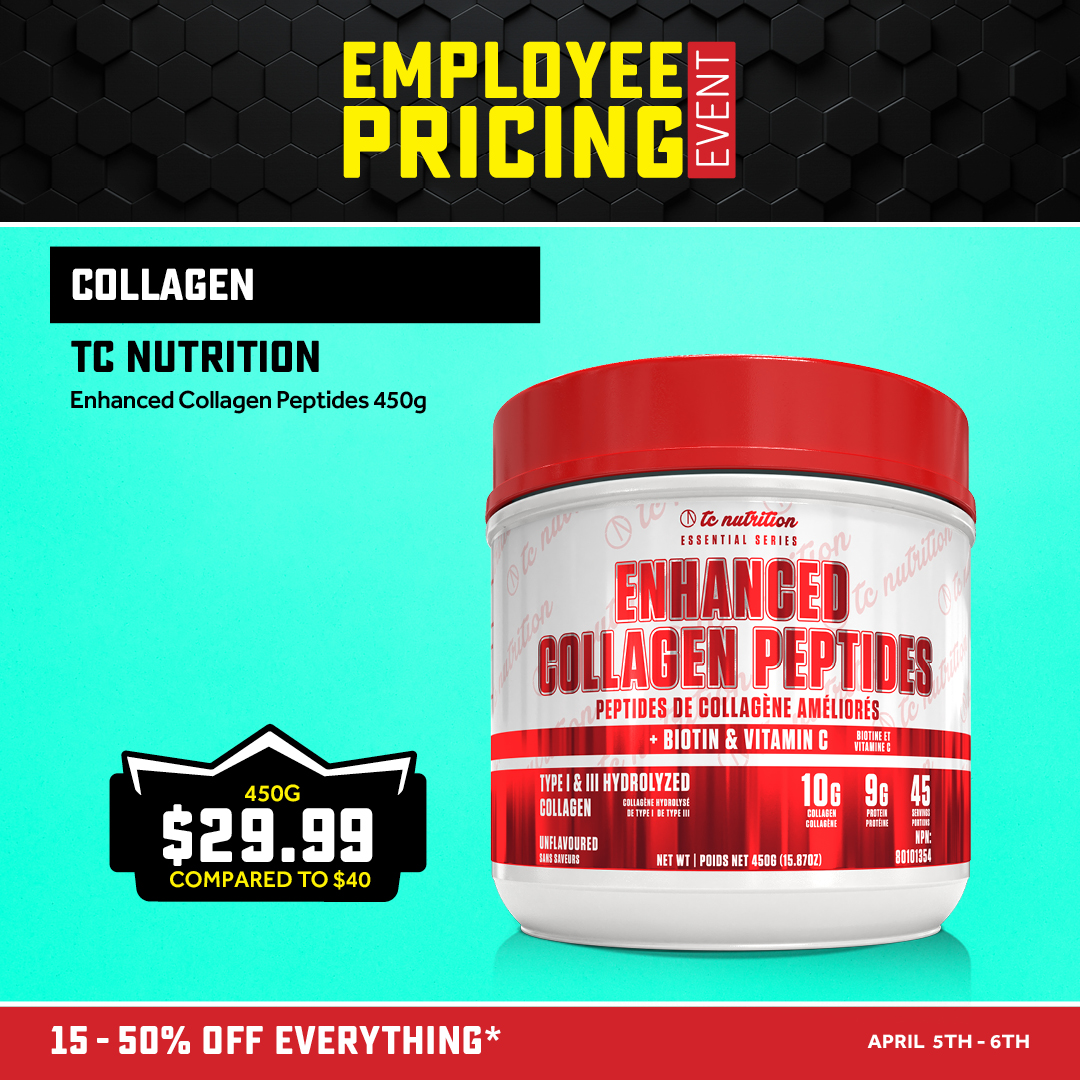 EMPLOYEE
PRICING
EVENT
COLLAGEN
TC NUTRITION
Enhanced Collagen Peptides 450g
tc nutrition
ESSENTIAL SERIES
ENHANCED
COLLAGEN PEPTIDES
PEPTIDES DE COLLAGÈNE AMÉLIORÉS
+ BIOTIN & VITAMIN C
BIOTINE ET
VITAMINE C
TYPE I & III HYDROLYZED
COLLAGEN
COLLAGÈNE HYDROLYSÉ
DE TYPE I DE TYPE III
10G
COLLAGEN
COLLAGÈNE
9G
PROTEIN
PROTÉINE
45
SERVINGS
PORTIONS
UNFLAVOURED
SANS SAVEURS
NET WT | POIDS NET 450G (15.87OZ)
NPN:
80101354
450G
$29.99
COMPARED TO $40
15 - 50% OFF EVERYTHING*
APRIL 5TH - 6TH